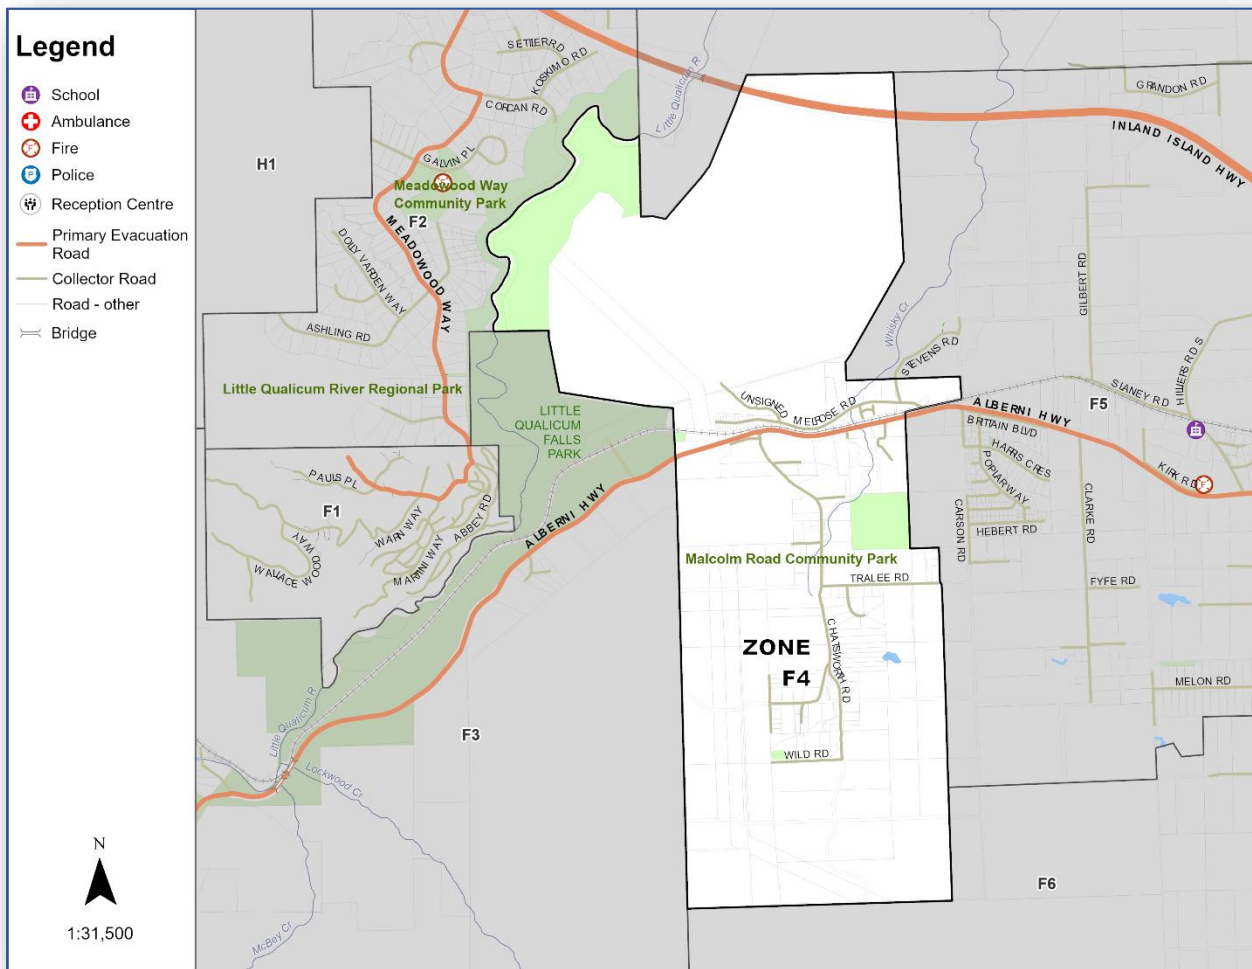 Legend
School
Ambulance
Fire
Police
Reception Centre
Primary Evacuation
Road
Collector Road
Road - other
Bridge
N
1:31,500
H1
SETTLER RD
KOSKIMO RD
CORCAN RD
GALVIN PL
Meadowood Way
Community Park
F2
MEADOWOOD WAY
DOLLY VARDEN WAY
ASHLING RD
Little Qualicum River Regional Park
Little Qualicum R
INLAND ISLAND HWY
GRANDON RD
GILBERT RD
Whisky Cr
STEVENS RD
UNSIGNED
MELROSE RD
ALBERNI HWY
SLANEY RD
HILLIERS RD S
F5
BRITTAIN BLVD
HARRIS CRES
POPLAR WAY
KIRK RD
CARSON RD
HEBERT RD
CLARKE RD
FYFE RD
MELON RD
LITTLE
QUALICUM
FALLS
PARK
ALBERNI HWY
PAULS PL
F1
WARN WAY
ABBEY RD
MARTINI WAY
WALLACE WOOD WAY
Malcolm Road Community Park
TRALEE RD
CHATSWORTH RD
ZONE
F4
WILD RD
F3
Little Qualicum R
Lockwood Cr
McBey Cr
F6